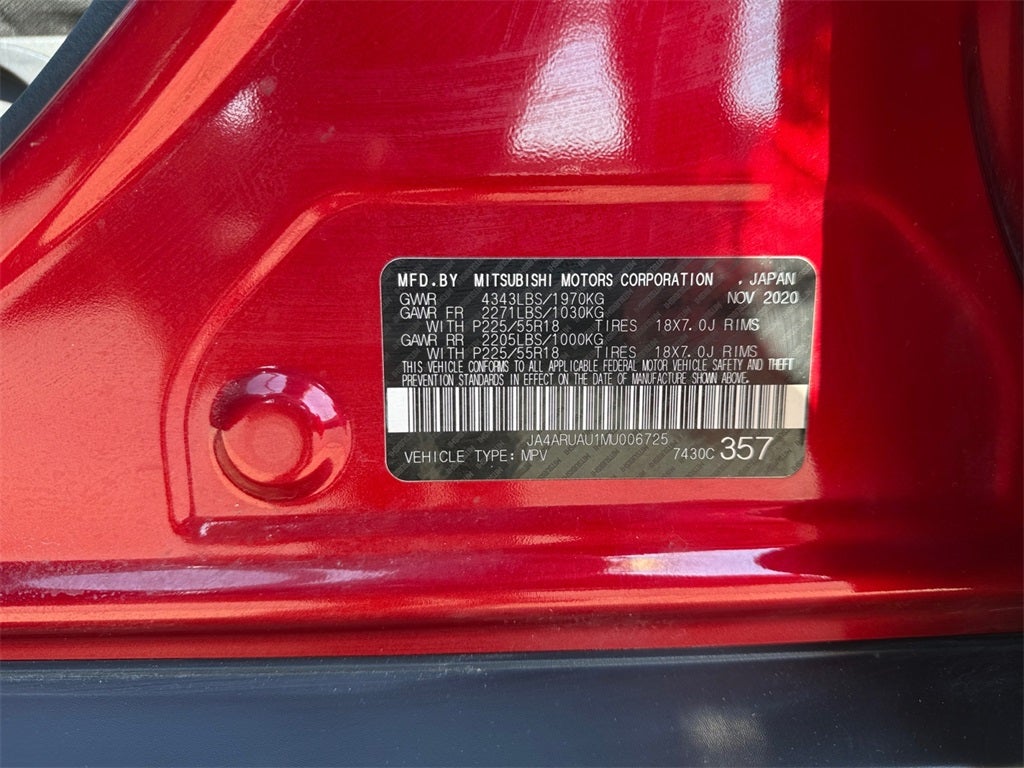 MFD.BY MITSUBISHI MOTORS CORPORATION , JAPAN
GVWR 4343LBS/1970KG NOV 2020
GAWR FR 2271LBS/1030KG
WITH P225/55R18 TIRES 18X7.0J RIMS
GAWR RR 2205LBS/1000KG
WITH P225/55R18 TIRES 18X7.0J RIMS
THIS VEHICLE CONFORMS TO ALL APPLICABLE FEDERAL MOTOR VEHICLE SAFETY AND THEFT
PREVENTION STANDARDS IN EFFECT ON THE DATE OF MANUFACTURE SHOWN ABOVE.
JA4ARUAU1MU006725
VEHICLE TYPE: MPV 7430C 357